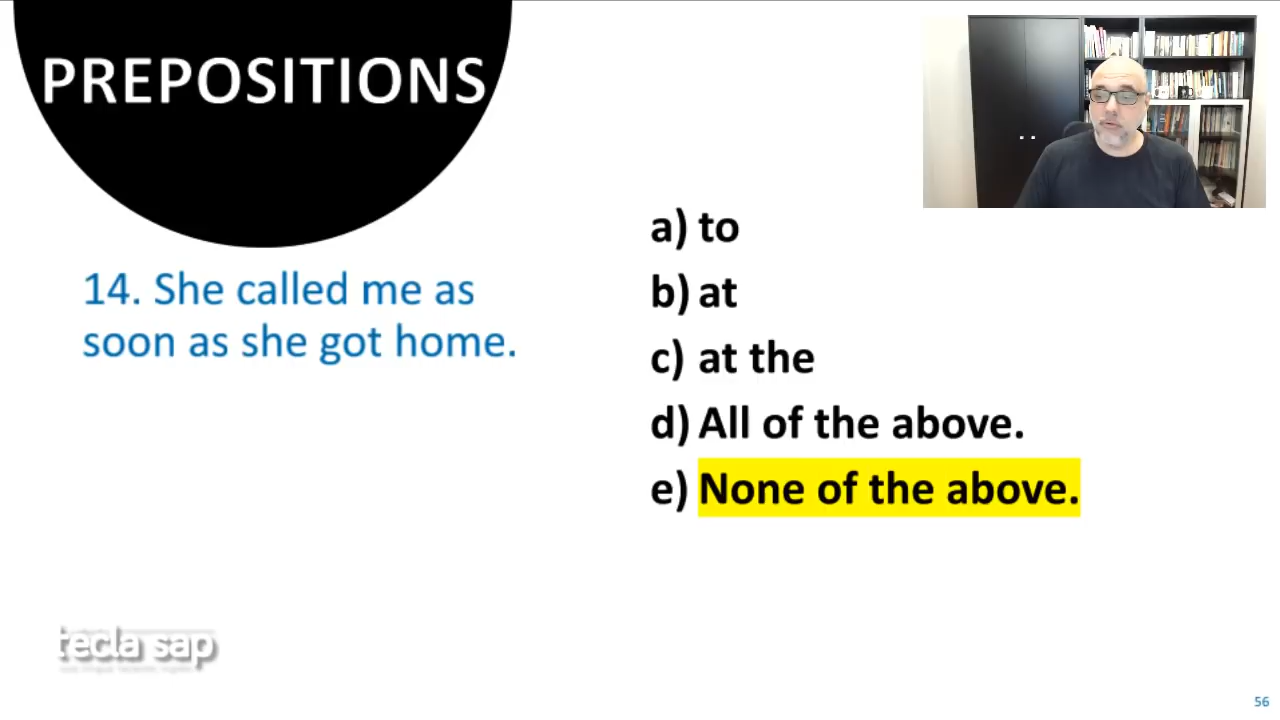 PREPOSITIONS
14. She called me as
soon as she got home.
a) to
b) at
c) at the
d) All of the above.
e) None of the above.
tecla sap
56